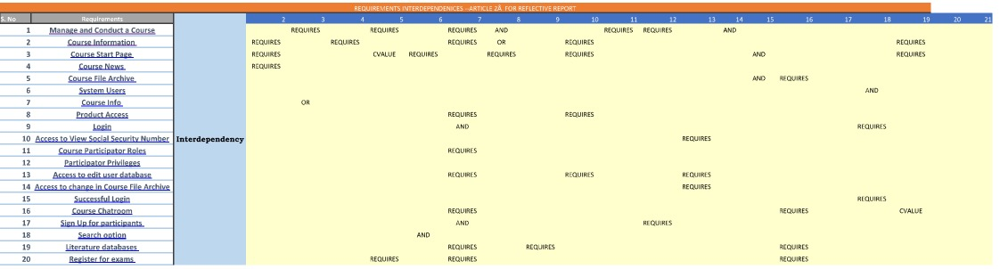 REQUIREMENTS INTERDEPENDENICES --ARTICLE 2Â  FOR REFLECTIVE REPORT
S. No Requirements 2 3 4 5 6 7 8 9 10 11 12 13 14 15 16 17 18 19 20 21
1 Manage and Conduct a Course REQUIRES REQUIRES REQUIRES AND REQUIRES REQUIRES AND
2 Course Information REQUIRES REQUIRES REQUIRES OR REQUIRES REQUIRES
3 Course Start Page REQUIRES CVALUE REQUIRES REQUIRES REQUIRES AND REQUIRES
4 Course News REQUIRES
5 Course File Archive AND REQUIRES
6 System Users AND
7 Course Info OR
8 Product Access REQUIRES REQUIRES
9 Login AND REQUIRES
10 Access to View Social Security Number Interdependency REQUIRES
11 Course Participator Roles REQUIRES
12 Participator Privileges
13 Access to edit user database REQUIRES REQUIRES REQUIRES
14 Access to change in Course File Archive REQUIRES
15 Successful Login REQUIRES
16 Course Chatroom REQUIRES REQUIRES CVALUE
17 Sign Up for participants AND REQUIRES
18 Search option AND
19 Literature databases REQUIRES REQUIRES REQUIRES
20 Register for exams REQUIRES REQUIRES REQUIRES